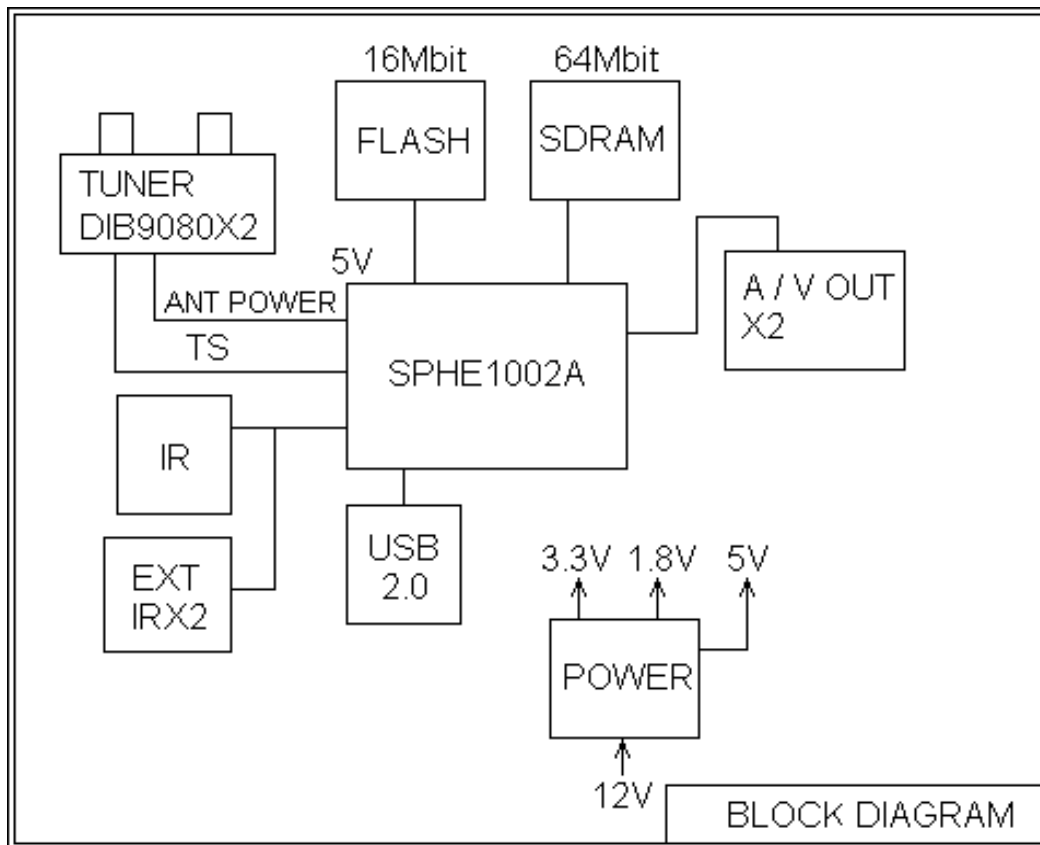 16Mbit
64Mbit
FLASH
SDRAM
TUNER
DIB9080X2
5V
ANT POWER
TS
SPHE1002A
A / V OUT
X2
IR
EXT
IRX2
USB
2.0
3.3V
1.8V
5V
POWER
12V
BLOCK DIAGRAM